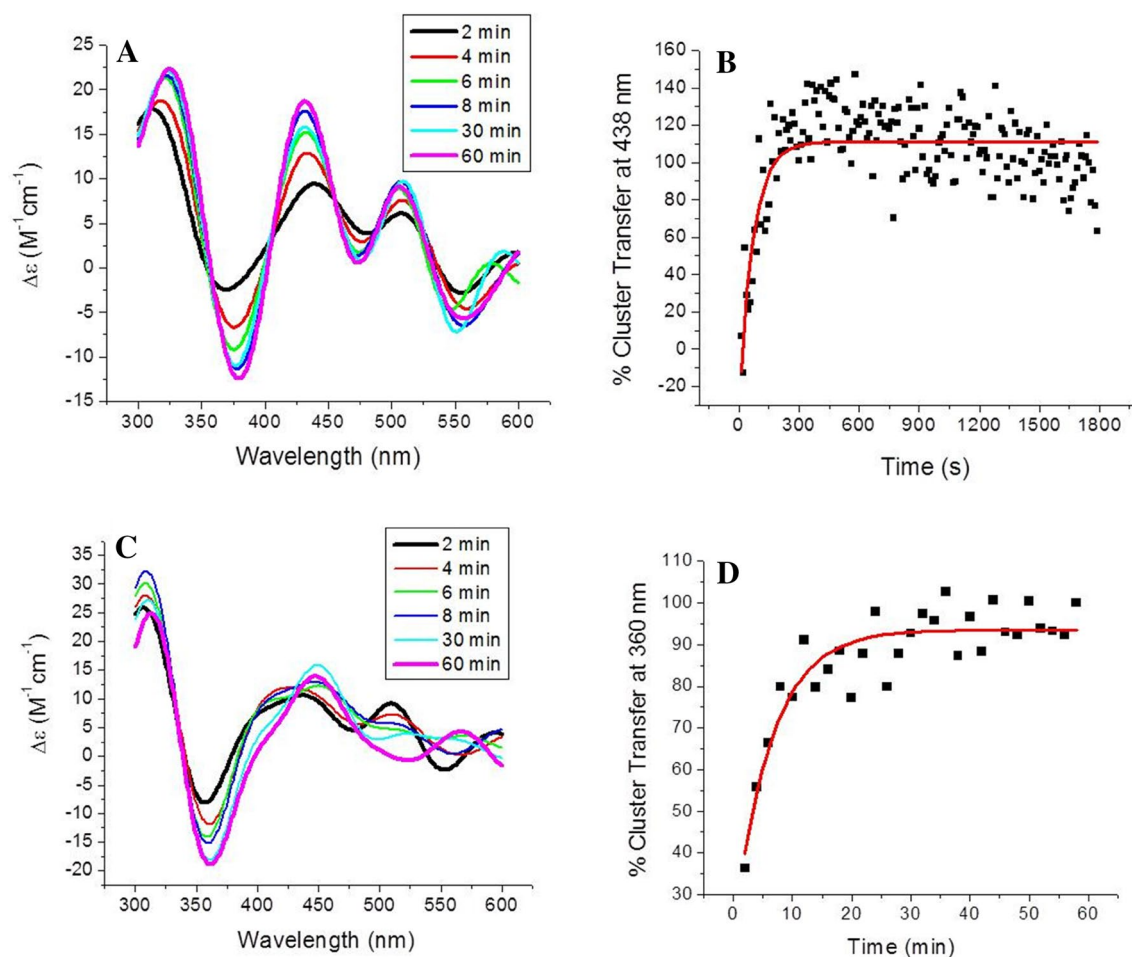 A
2 min
4 min
6 min
8 min
30 min
60 min
25
20
15
10
5
0
-5
-10
-15
Δε (M⁻¹cm⁻¹)
300 350 400 450 500 550 600
Wavelength (nm)
B
160
140
120
100
80
60
40
20
0
-20
% Cluster Transfer at 438 nm
0 300 600 900 1200 1500 1800
Time (s)
C
2 min
4 min
6 min
8 min
30 min
60 min
35
30
25
20
15
10
5
0
-5
-10
-15
-20
Δε (M⁻¹cm⁻¹)
300 350 400 450 500 550 600
Wavelength (nm)
D
110
100
90
80
70
60
50
40
30
% Cluster Transfer at 360 nm
0 10 20 30 40 50 60
Time (min)